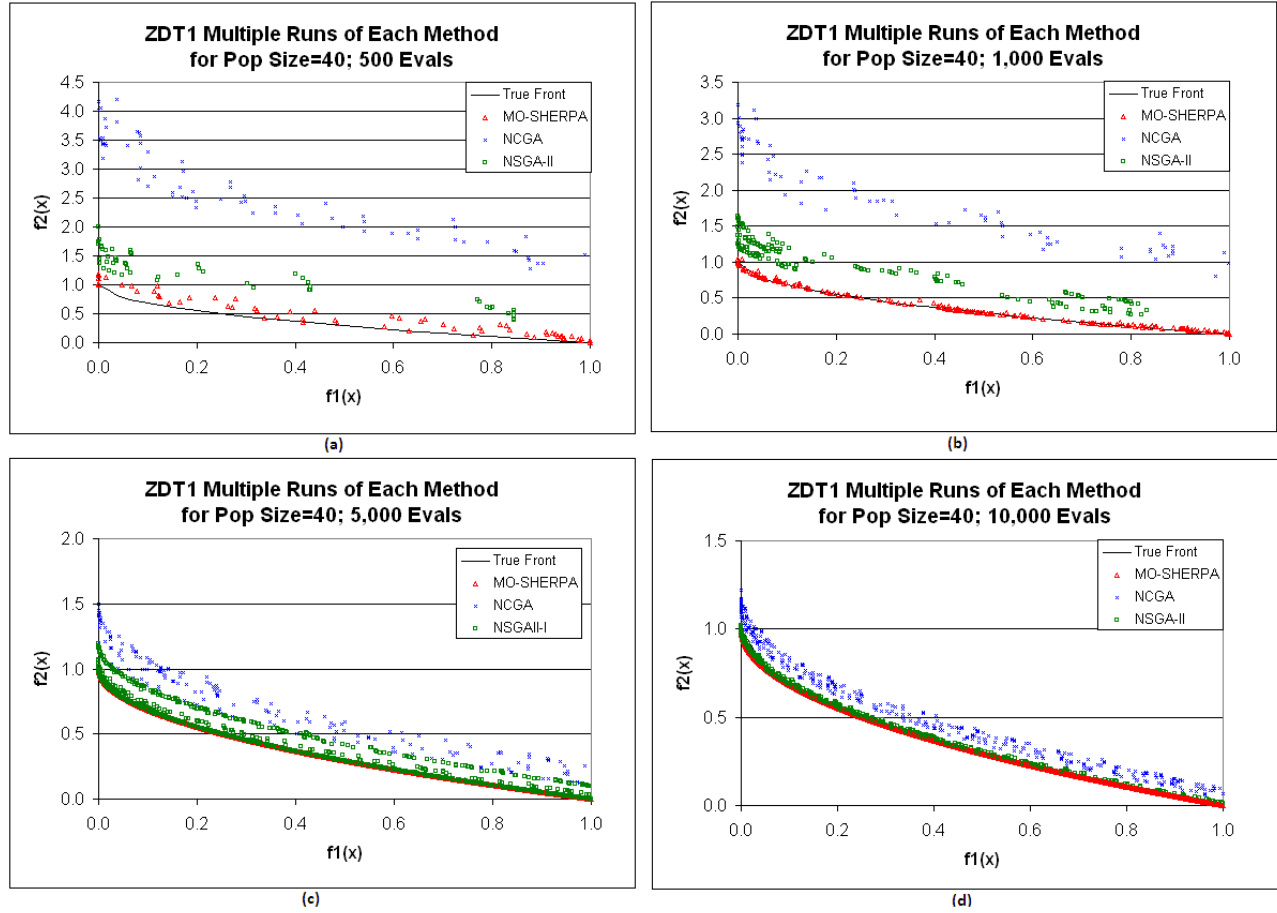 ZDT1 Multiple Runs of Each Method
for Pop Size=40; 500 Evals
4.5
4.0
3.5
3.0
2.5
2.0
1.5
1.0
0.5
0.0
f2(x)
True Front
MO-SHERPA
NCGA
NSGA-II
0.0 0.2 0.4 0.6 0.8 1.0
f1(x)
(a)
ZDT1 Multiple Runs of Each Method
for Pop Size=40; 1,000 Evals
3.5
3.0
2.5
2.0
1.5
1.0
0.5
0.0
f2(x)
True Front
MO-SHERPA
NCGA
NSGA-II
0.0 0.2 0.4 0.6 0.8 1.0
f1(x)
(b)
ZDT1 Multiple Runs of Each Method
for Pop Size=40; 5,000 Evals
2.0
1.5
1.0
0.5
0.0
f2(x)
True Front
MO-SHERPA
NCGA
NSGAII-I
0.0 0.2 0.4 0.6 0.8 1.0
f1(x)
(c)
ZDT1 Multiple Runs of Each Method
for Pop Size=40; 10,000 Evals
1.5
1.0
0.5
0.0
f2(x)
True Front
MO-SHERPA
NCGA
NSGA-II
0.0 0.2 0.4 0.6 0.8 1.0
f1(x)
(d)